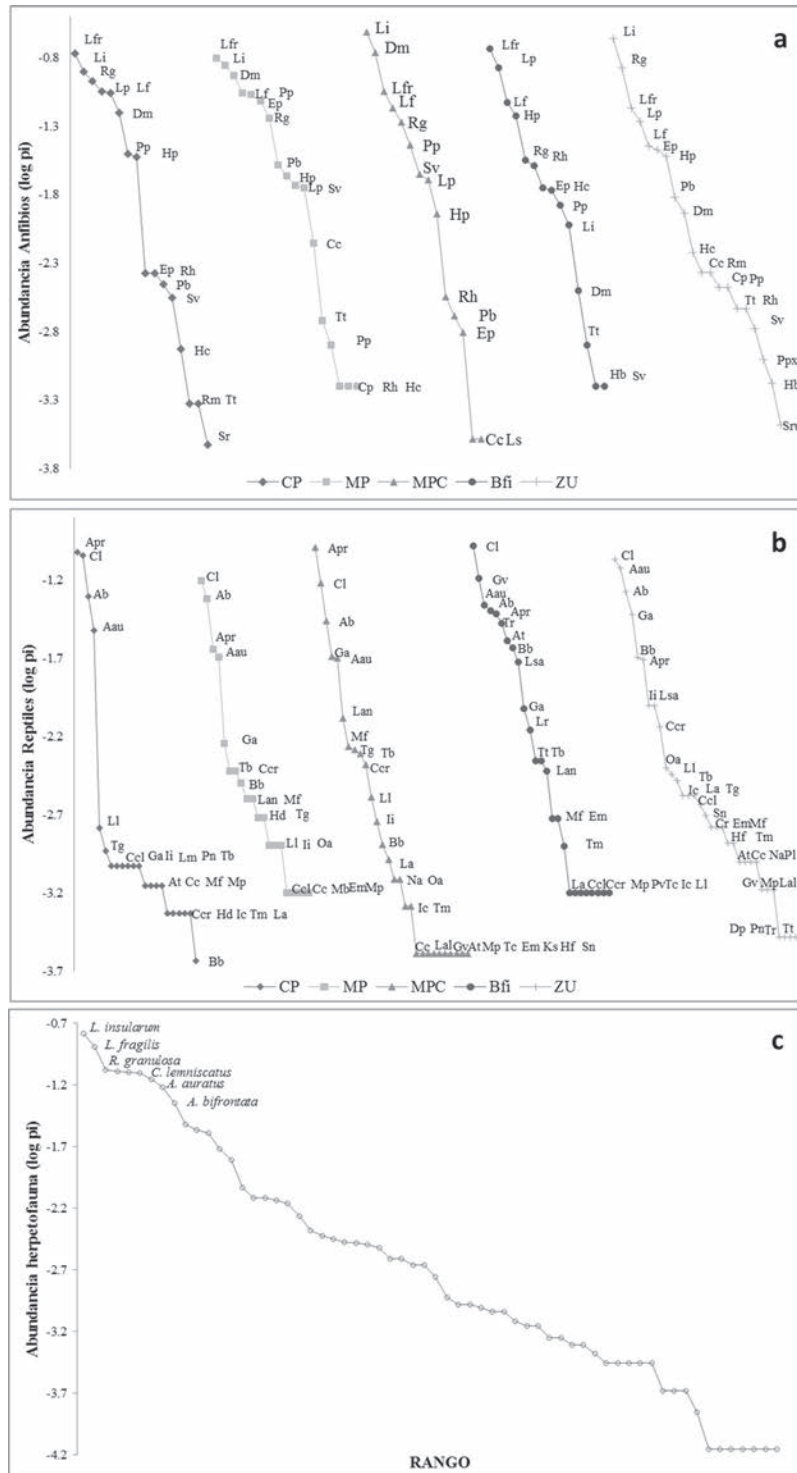 a
Abundancia Anfibios (log pi)
-0.8
-1.3
-1.8
-2.3
-2.8
-3.3
-3.8
Lfr
Li
Rg
Lp Lf
Dm
Pp Hp
Ep Rh
Pb
Sv
Hc
Rm Tt
Sr
Lfr
Li
Dm
Lf Pp
Ep
Rg
Pb
Hp
Lp Sv
Cc
Tt
Pp
Cp Rh Hc
Li
Dm
Lfr
Lf
Rg
Pp
Sv
Lp
Hp
Rh
Pb
Ep
Cc Ls
Lfr
Lp
Lf
Hp
Rg Rh
Ep Hc
Pp
Li
Dm
Tt
Hb Sv
Li
Rg
Lfr
Lp
Lf
Ep
Hp
Pb
Dm
Hc
Cc Rm
Cp Pp
Tt Rh
Sv
Ppx
Hb
CP MP MPC Bfi ZU
b
Abundancia Reptiles (log pi)
-1.2
-1.7
-2.2
-2.7
-3.2
-3.7
Apr
Cl
Ab
Aau
Ll
Tg
Ccl Ga Ii Lm Pn Tb
At Cc Mf Mp
Ccr Hd Ic Tm La
Bb
Cl
Ab
Apr
Aau
Ga
Tb Ccr
Bb
Lan Mf
Hd Tg
Ll Ii Oa
Ccl Cc Mb Em Mp
Apr
Cl
Ab
Ga
Aau
Lan
Mf
Tg Tb
Ccr
Ll
Ii
Bb
La
Na Oa
Ic Tm
Cc Lal Gv At Mp Tc Em Ks Hf Sn
Cl
Gv
Aau
Ab
Apr
Tr
At
Bb
Lsa
Ga
Lr
Tt Tb
Lan
Mf Em
Tm
La Ccl Ccr Mp Pv Tc Ic Ll
Cl
Aau
Ab
Ga
Bb
Apr
Ii Lsa
Ccr
Oa
Ll
Tb
Ic La Tg
Ccl
Sn
Cr Em Mf
Hf Tm
At Cc Na Pl
Gv Mp Lal
Dp Pn Tr Tt
CP MP MPC Bfi ZU
c
Abundancia herpetofauna (log pi)
-0.7
-1.2
-1.7
-2.2
-2.7
-3.2
-3.7
-4.2
L. insularum
L. fragilis
R. granulosa
C. lemniscatus
A. auratus
A. bifrontata
RANGO